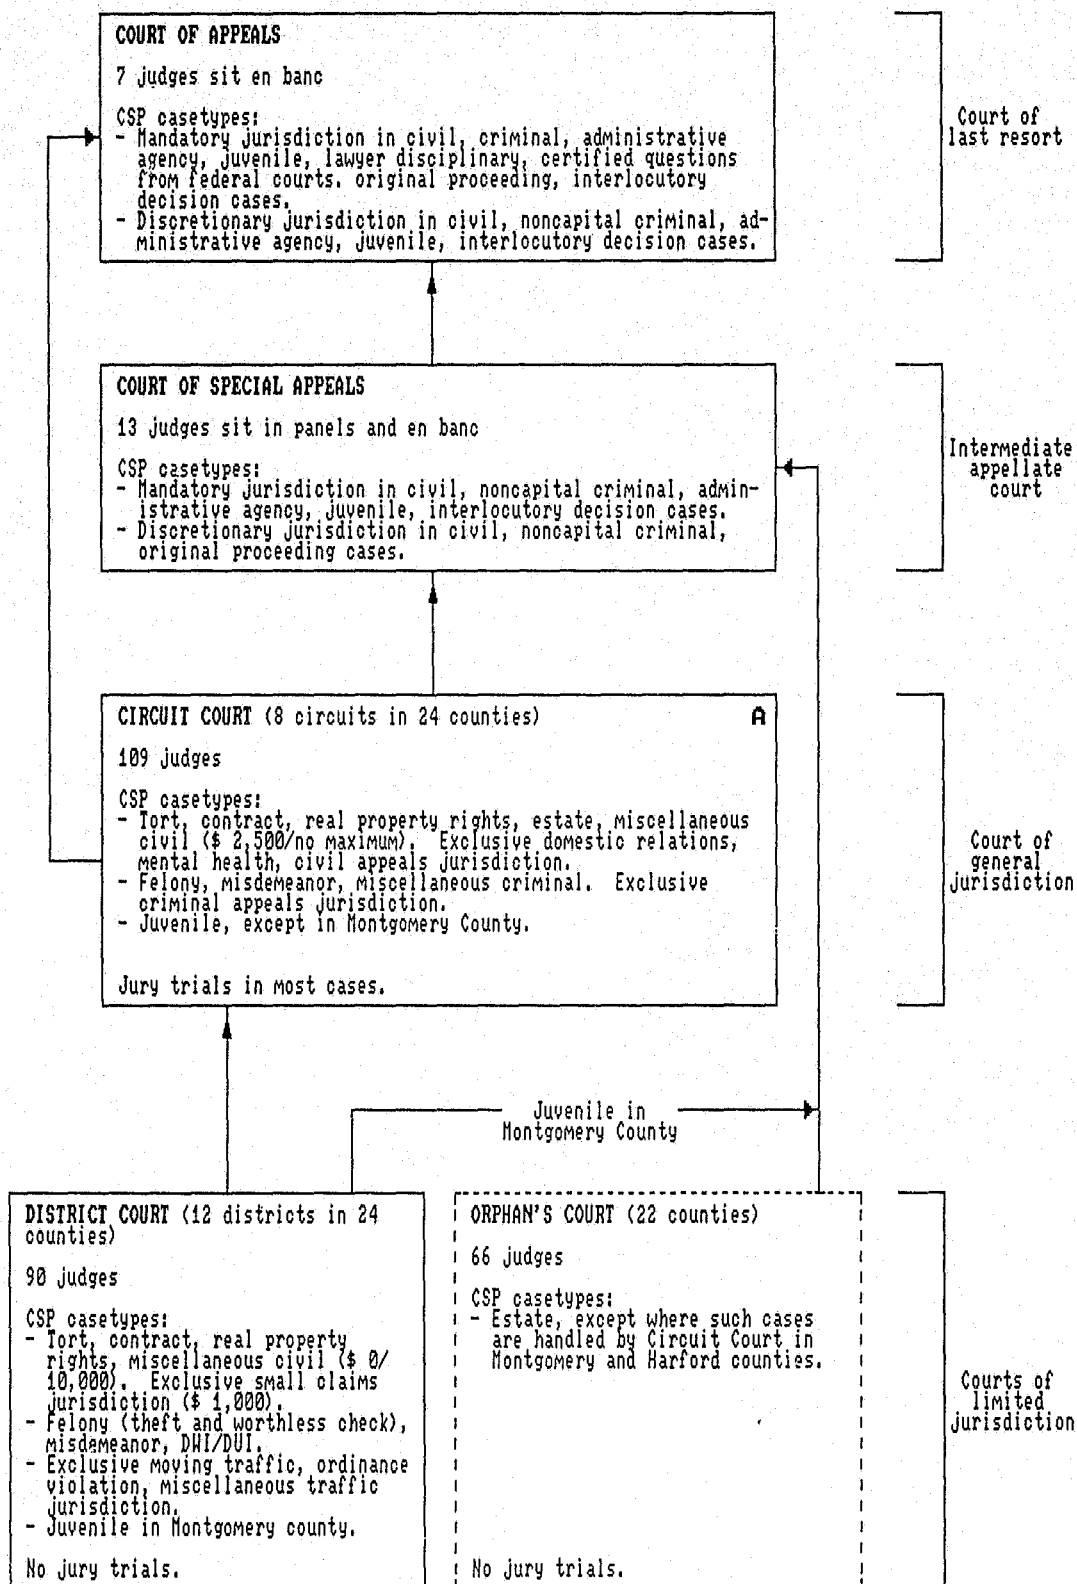 COURT OF APPEALS
7 judges sit en banc
CSP casetypes:
- Mandatory jurisdiction in civil, criminal, administrative
agency, juvenile, lawyer disciplinary, certified questions
from federal courts. original proceeding, interlocutory
decision cases.
- Discretionary jurisdiction in civil, noncapital criminal, ad-
ministrative agency, juvenile, interlocutory decision cases.
Court of
last resort
COURT OF SPECIAL APPEALS
13 judges sit in panels and en banc
CSP casetypes:
- Mandatory jurisdiction in civil, noncapital criminal, admin-
istrative agency, juvenile, interlocutory decision cases.
- Discretionary jurisdiction in civil, noncapital criminal,
original proceeding cases.
Intermediate
appellate
court
CIRCUIT COURT (8 circuits in 24 counties) A
109 judges
CSP casetypes:
- Tort, contract, real property rights, estate, miscellaneous
civil ($ 2,500/no maximum). Exclusive domestic relations,
mental health, civil appeals jurisdiction.
- Felony, misdemeanor, miscellaneous criminal. Exclusive
criminal appeals jurisdiction.
- Juvenile, except in Montgomery County.
Jury trials in most cases.
Court of
general
jurisdiction
Juvenile in
Montgomery County
DISTRICT COURT (12 districts in 24
counties)
90 judges
CSP casetypes:
- Tort, contract, real property
rights, miscellaneous civil ($ 0/
10,000). Exclusive small claims
jurisdiction ($ 1,000).
- Felony (theft and worthless check),
misdemeanor, DWI/DUI.
- Exclusive moving traffic, ordinance
violation, miscellaneous traffic
jurisdiction.
- Juvenile in Montgomery county.
No jury trials.
ORPHAN'S COURT (22 counties)
66 judges
CSP casetypes:
- Estate, except where such cases
are handled by Circuit Court in
Montgomery and Harford counties.
No jury trials.
Courts of
limited
jurisdiction